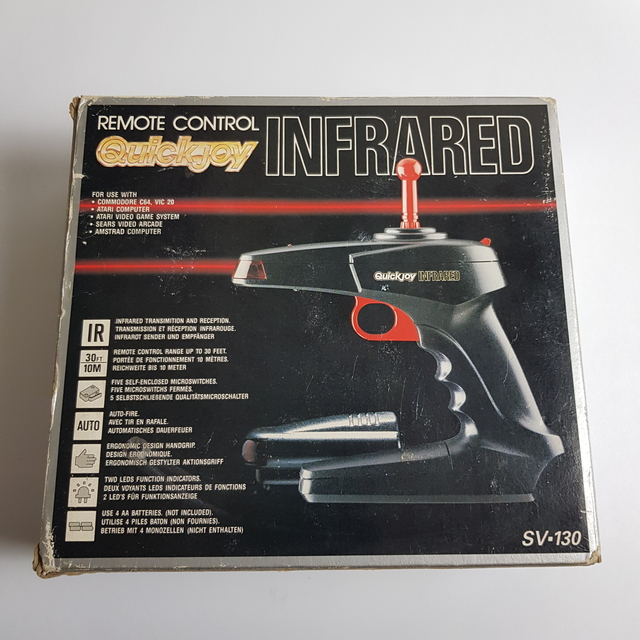 REMOTE CONTROL
Quickjoy INFRARED
FOR USE WITH
• COMMODORE C64, VIC 20
• ATARI COMPUTER
• ATARI VIDEO GAME SYSTEM
• SEARS VIDEO ARCADE
• AMSTRAD COMPUTER
Quickjoy INFRARED
IR
INFRARED TRANSMITION AND RECEPTION.
TRANSMISSION ET RÉCEPTION INFRAROUGE.
INFRAROT SENDER UND EMPFÄNGER
30FT
10M
REMOTE CONTROL RANGE UP TO 30 FEET.
PORTÉE DE FONCTIONNEMENT 10 MÈTRES.
REICHWEITE BIS 10 METER
FIVE SELF-ENCLOSED MICROSWITCHES.
FIVE MICROSWITCHS FERMÉS.
5 SELBSTSCHLIEßENDE QUALITÄTSMICROSCHALTER
AUTO
AUTO-FIRE.
AVEC TIR EN RAFALE.
AUTOMATISCHES DAUERFEUER
ERGONOMIC DESIGN HANDGRIP.
DESIGN ERGONOMIQUE.
ERGONOMISCH GESTYLTER AKTIONSGRIFF
TWO LEDS FUNCTION INDICATORS.
DEUX VOYANTS LEDS INDICATEURS DE FONCTIONS
2 LED'S FÜR FUNKTIONSANZEIGE
USE 4 AA BATTERIES. (NOT INCLUDED).
UTILISE 4 PILES BATON (NON FOURNIES).
BETRIEB MIT 4 MONOZELLEN (NICHT ENTHALTEN)
SV-130